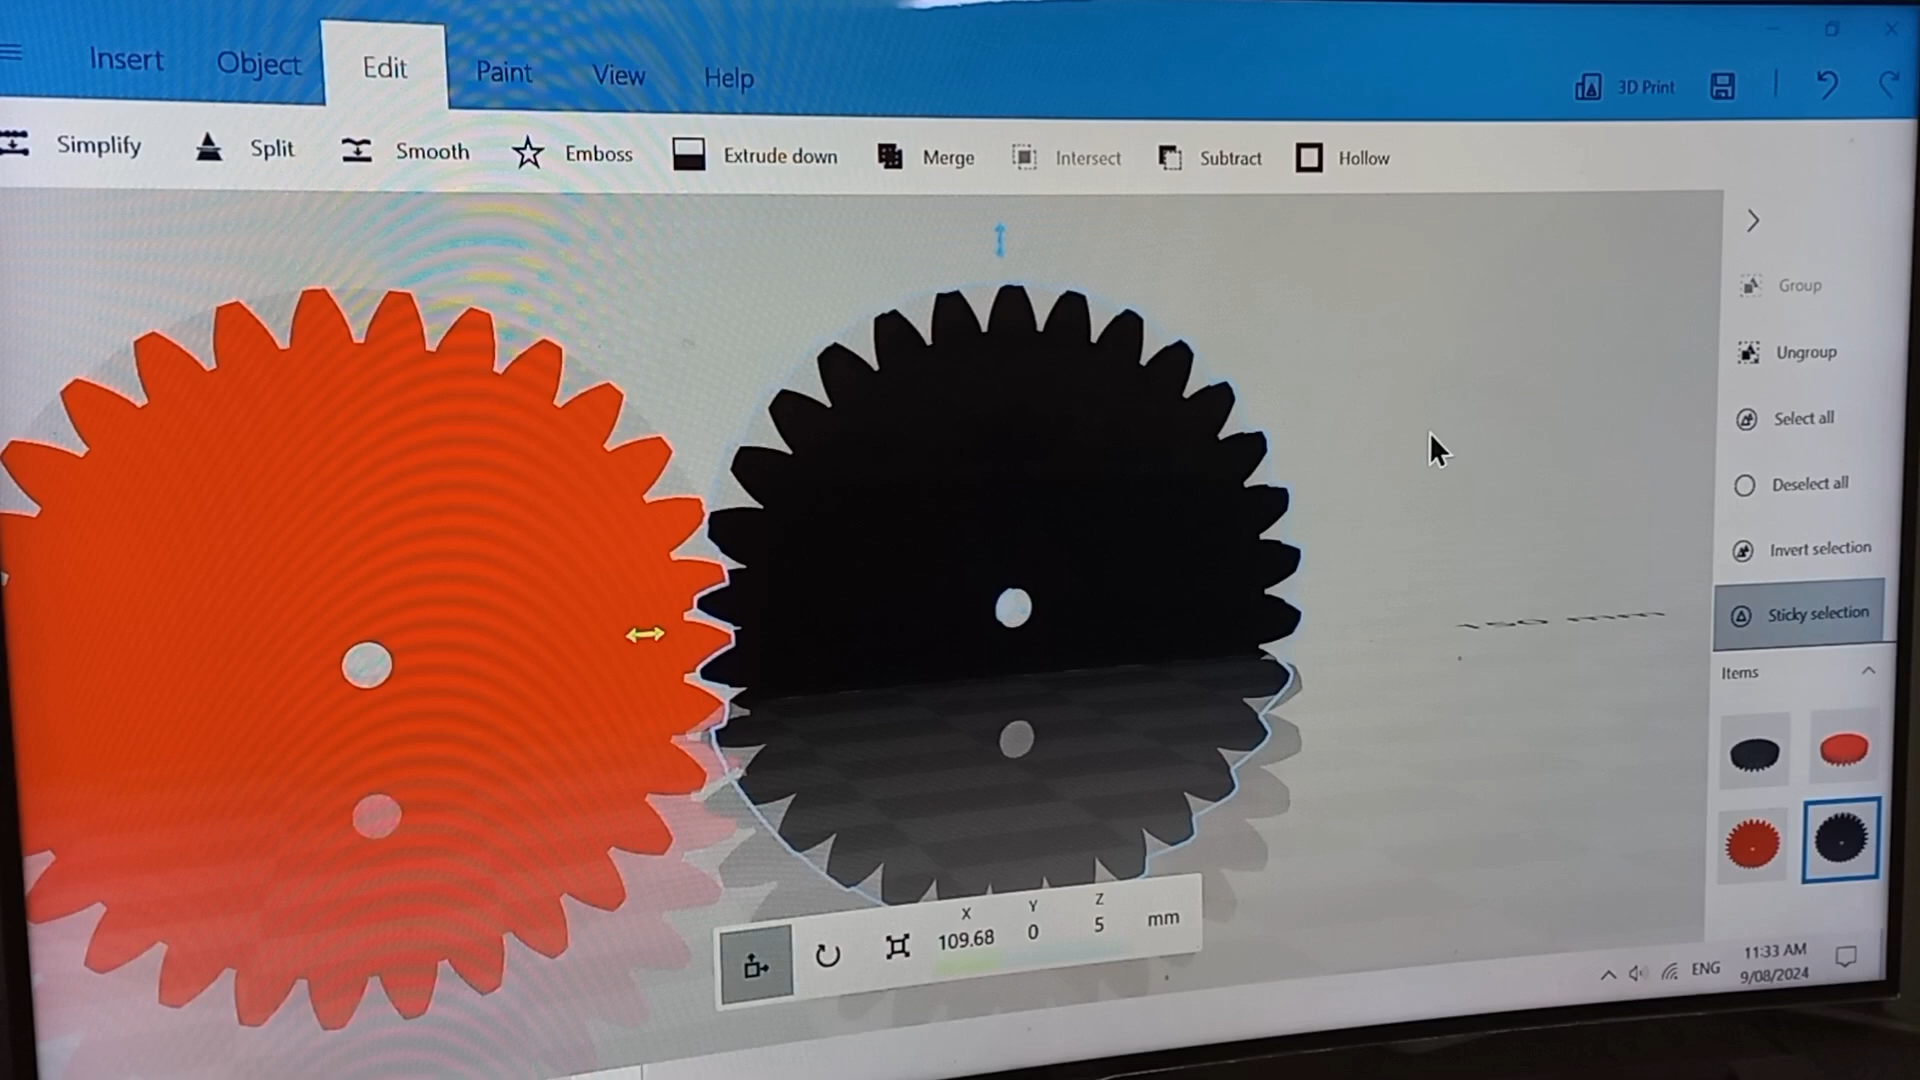 Insert Object Edit Paint View Help
3D Print
Simplify Split Smooth Emboss Extrude down Merge Intersect Subtract Hollow
Group
Ungroup
Select all
Deselect all
Invert selection
Sticky selection
150 mm
Items
X Y Z
109.68 0 5 mm
ENG
11:33 AM
9/08/2024